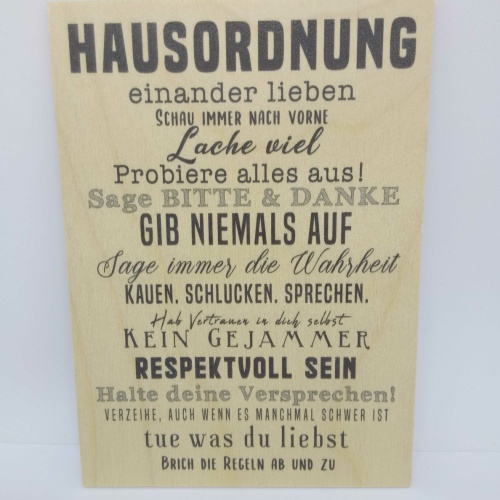 HAUSORDNUNG
einander lieben
SCHAU IMMER NACH VORNE
Lache viel
Probiere alles aus!
Sage BITTE & DANKE
GIB NIEMALS AUF
Sage immer die Wahrheit
KAUEN. SCHLUCKEN. SPRECHEN.
Hab Vertrauen in dich selbst
KEIN GEJAMMER
RESPEKTVOLL SEIN
Halte deine Versprechen!
VERZEIHE, AUCH WENN ES MANCHMAL SCHWER IST
tue was du liebst
BRICH DIE REGELN AB UND ZU